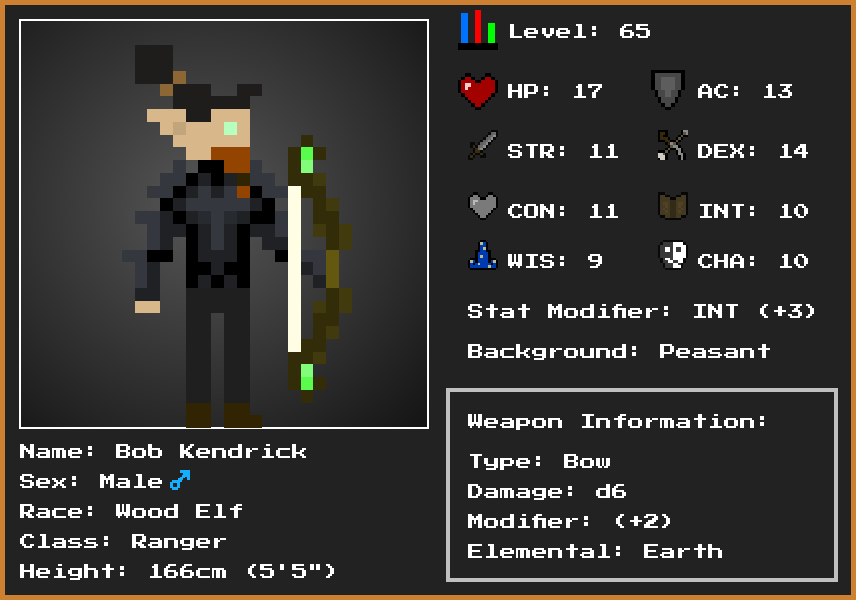 Level: 65
HP: 17
AC: 13
STR: 11
DEX: 14
CON: 11
INT: 10
WIS: 9
CHA: 10
Stat Modifier: INT (+3)
Background: Peasant
Weapon Information:
Type: Bow
Damage: d6
Modifier: (+2)
Elemental: Earth
Name: Bob Kendrick
Sex: Male ♂
Race: Wood Elf
Class: Ranger
Height: 166cm (5'5")